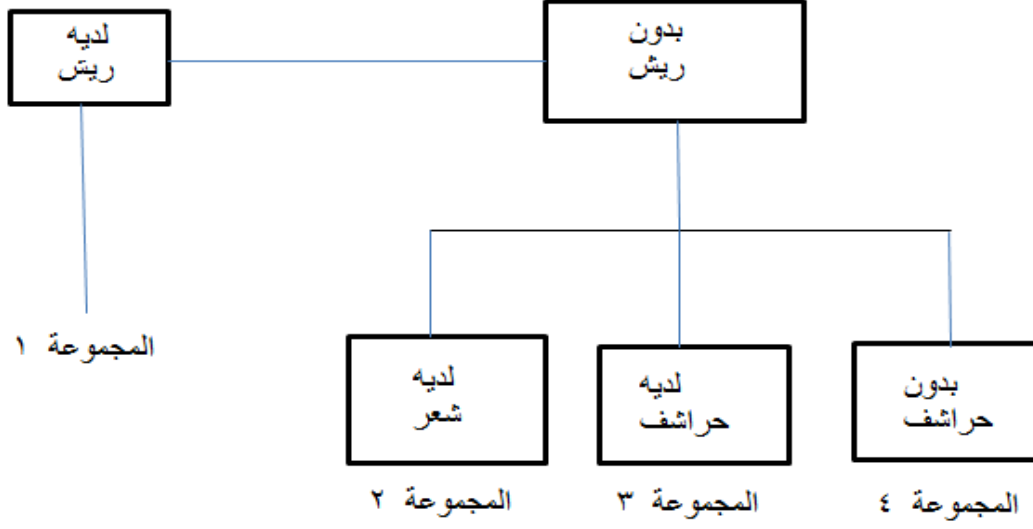 بدون
ريش
لديه
ريش
المجموعة ١
بدون
حراشف
لديه
حراشف
لديه
شعر
المجموعة ٤
المجموعة ٣
المجموعة ٢